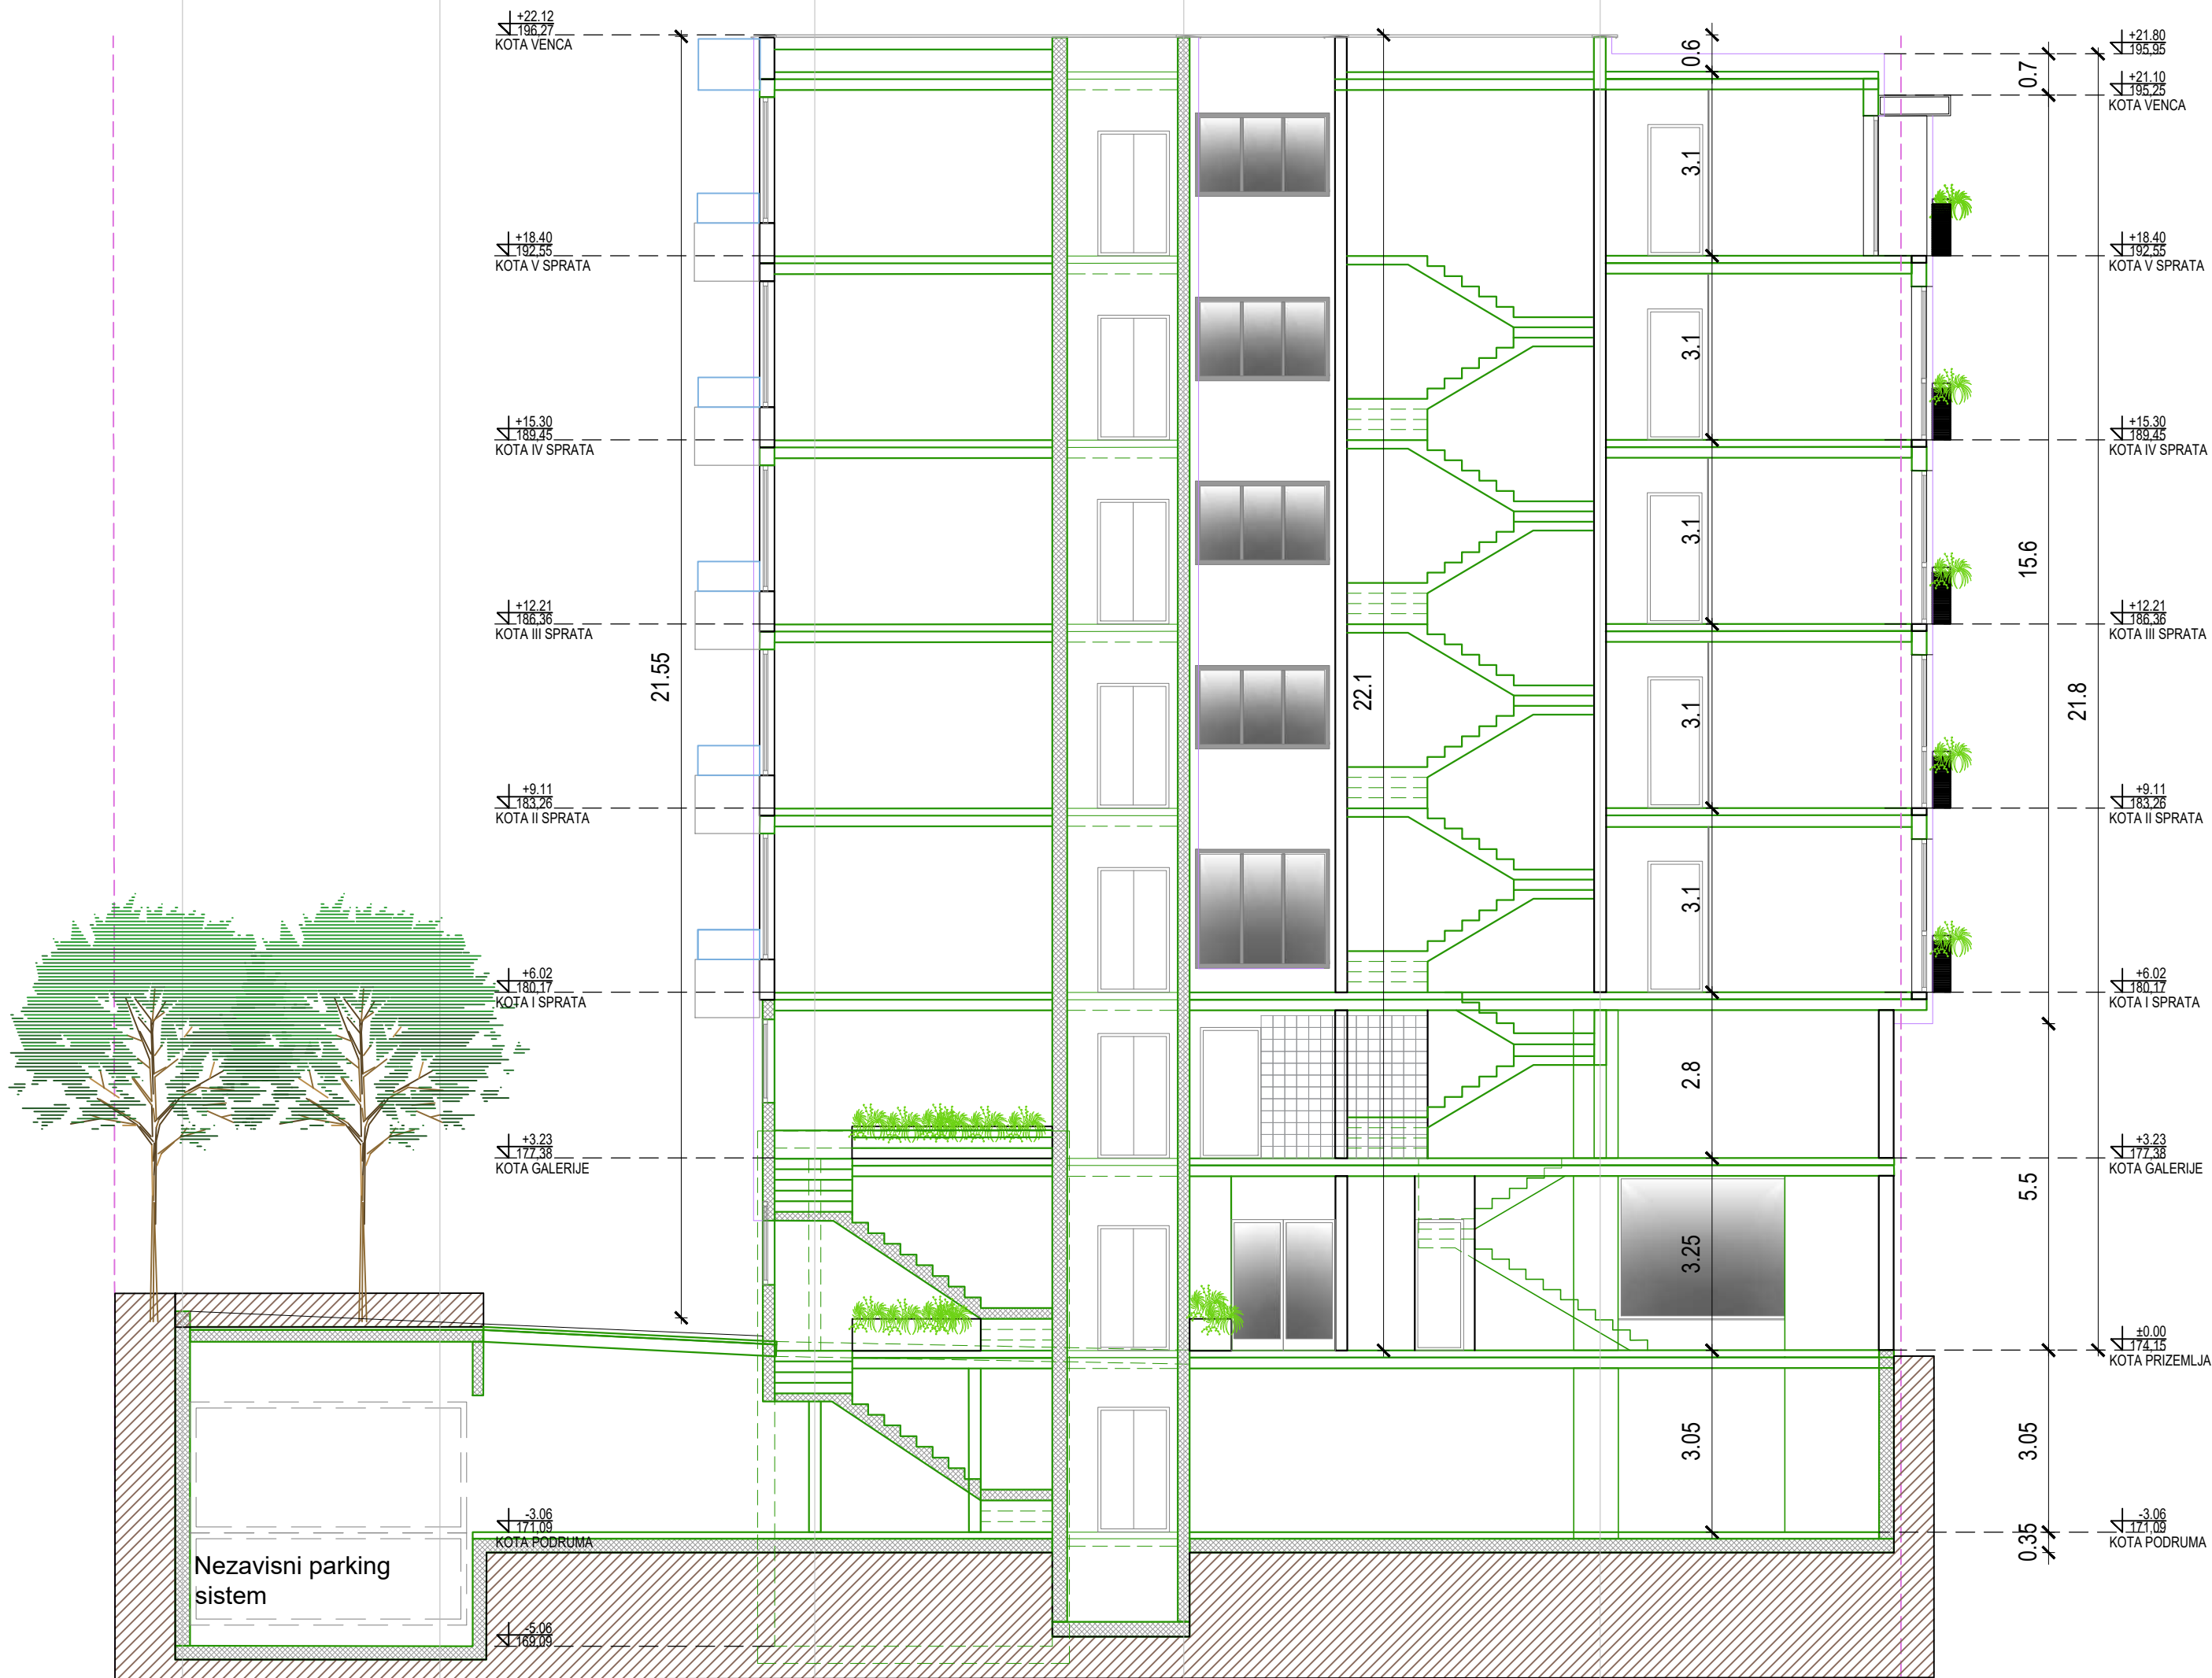 +22.12
196,27
KOTA VENCA
+18.40
192,55
KOTA V SPRATA
+15.30
189,45
KOTA IV SPRATA
+12.21
186,36
KOTA III SPRATA
+9.11
183,26
KOTA II SPRATA
+6.02
180,17
KOTA I SPRATA
+3.23
177,38
KOTA GALERIJE
-3.06
171,09
KOTA PODRUMA
-5.06
169,09
Nezavisni parking
sistem
21.55
22.1
0.6
3.1
3.1
3.1
3.1
3.1
2.8
3.25
3.05
0.7
15.6
5.5
3.05
0.35
21.8
+21.80
195,95
+21.10
195,25
KOTA VENCA
+18.40
192,55
KOTA V SPRATA
+15.30
189,45
KOTA IV SPRATA
+12.21
186,36
KOTA III SPRATA
+9.11
183,26
KOTA II SPRATA
+6.02
180,17
KOTA I SPRATA
+3.23
177,38
KOTA GALERIJE
±0.00
174,15
KOTA PRIZEMLJA
-3.06
171,09
KOTA PODRUMA